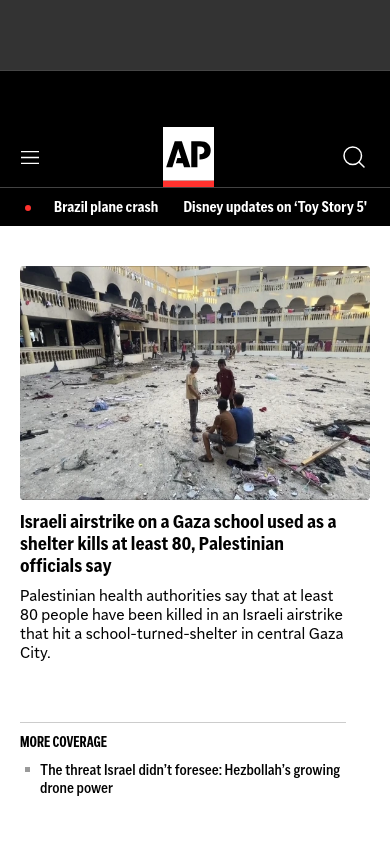 AP
Brazil plane crash Disney updates on ‘Toy Story 5'
Israeli airstrike on a Gaza school used as a
shelter kills at least 80, Palestinian
officials say
Palestinian health authorities say that at least
80 people have been killed in an Israeli airstrike
that hit a school-turned-shelter in central Gaza
City.
MORE COVERAGE
The threat Israel didn’t foresee: Hezbollah’s growing
drone power